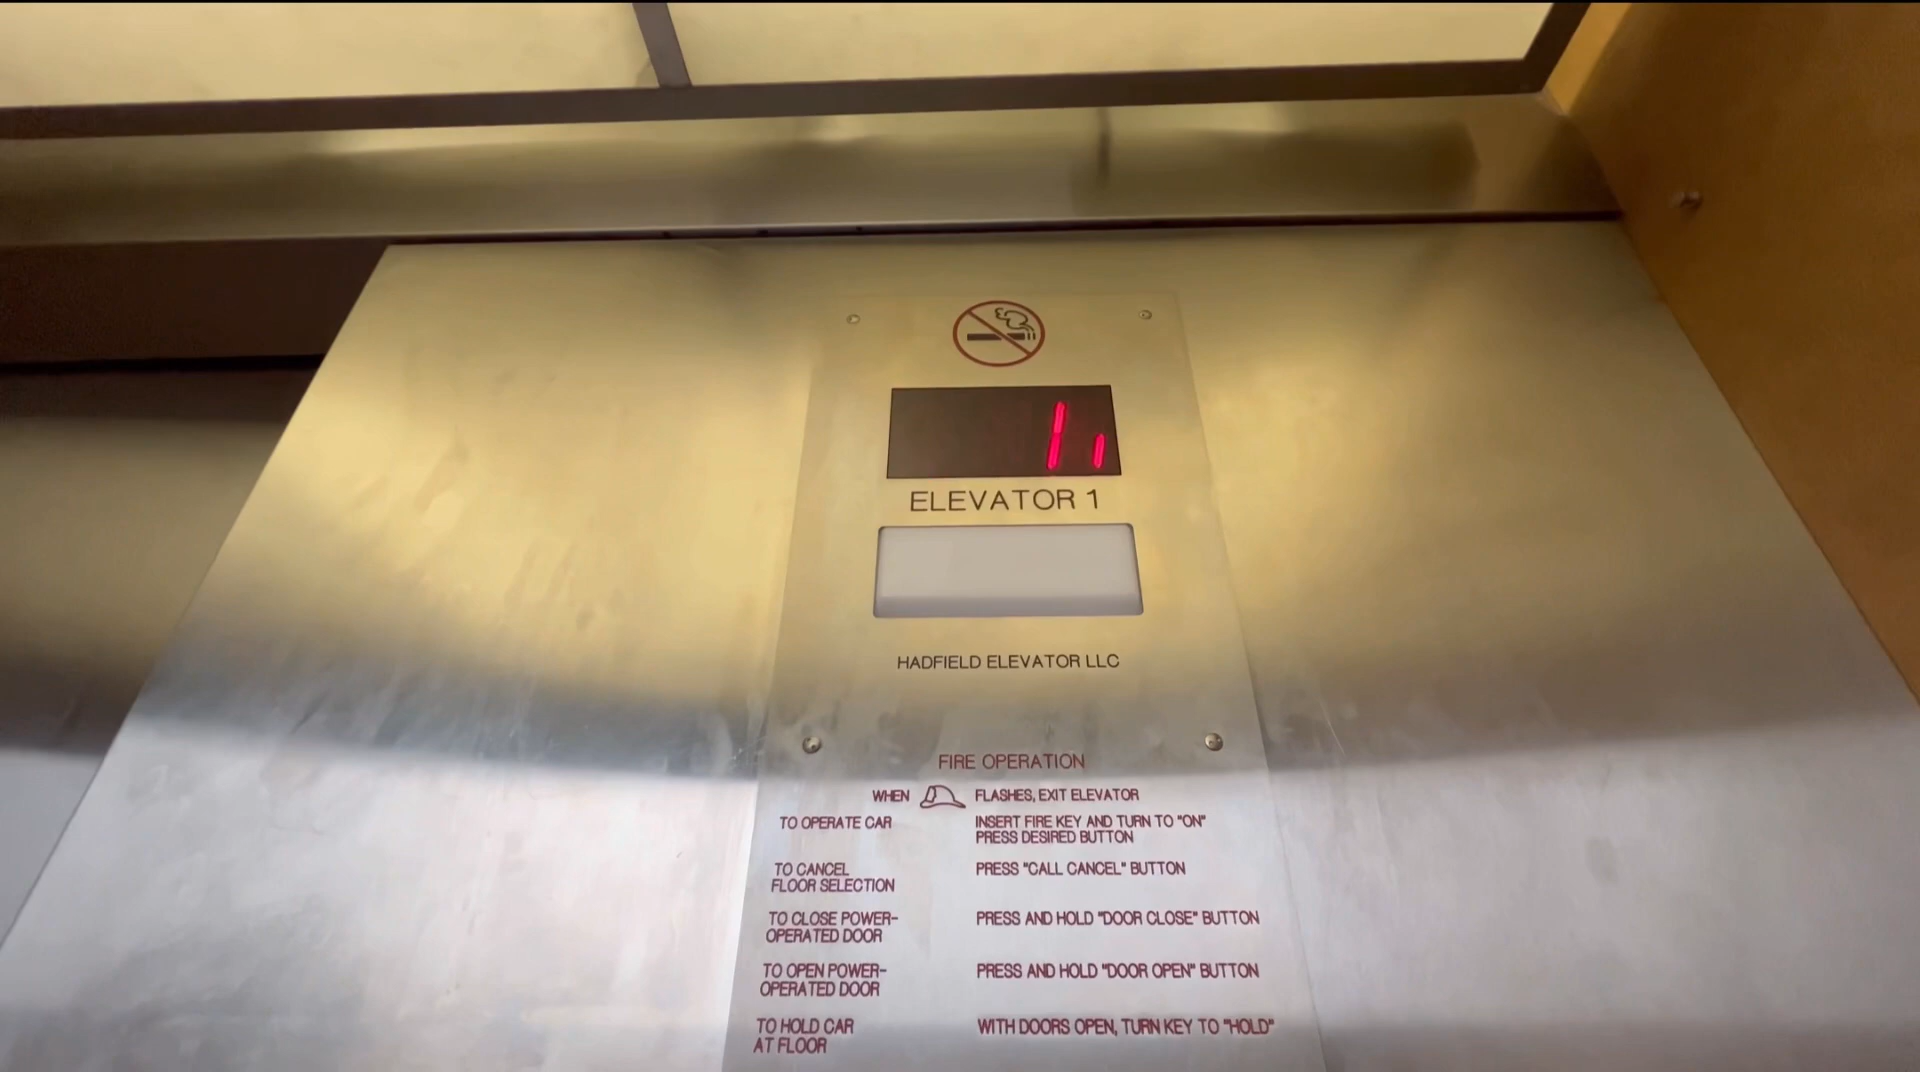 1
ELEVATOR 1
HADFIELD ELEVATOR LLC
FIRE OPERATION
WHEN FLASHES, EXIT ELEVATOR
TO OPERATE CAR INSERT FIRE KEY AND TURN TO "ON"
PRESS DESIRED BUTTON
TO CANCEL PRESS "CALL CANCEL" BUTTON
FLOOR SELECTION
TO CLOSE POWER- PRESS AND HOLD "DOOR CLOSE" BUTTON
OPERATED DOOR
TO OPEN POWER- PRESS AND HOLD "DOOR OPEN" BUTTON
OPERATED DOOR
TO HOLD CAR WITH DOORS OPEN, TURN KEY TO "HOLD"
AT FLOOR